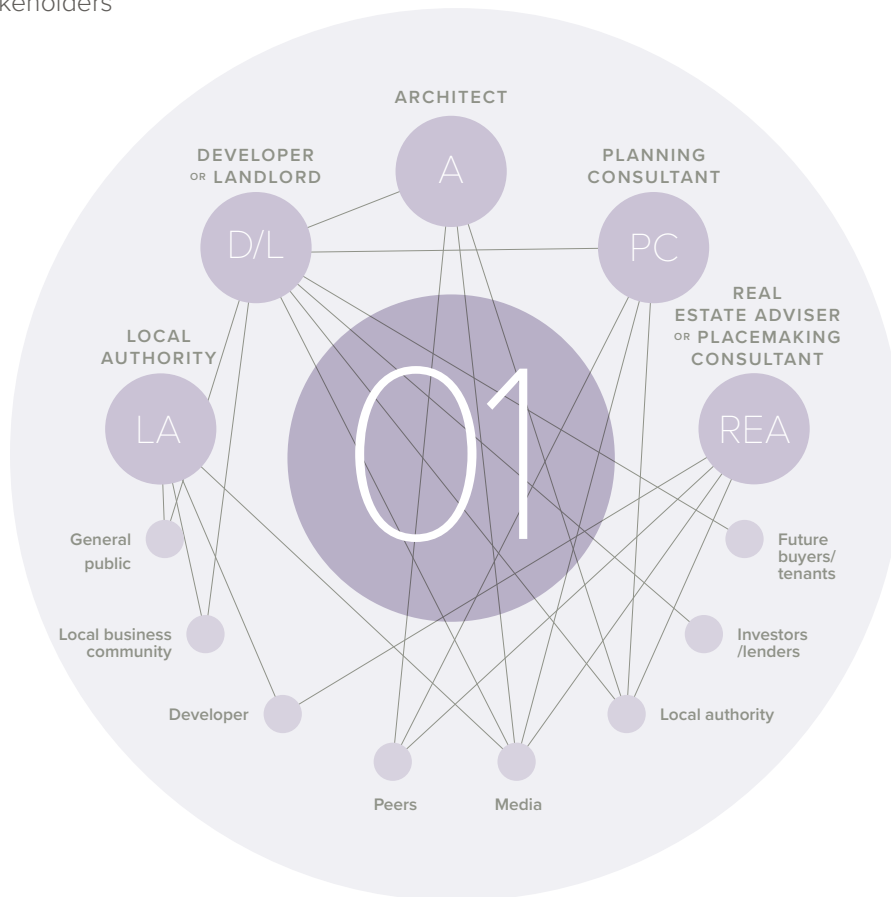 ARCHITECT
DEVELOPER
OR LANDLORD
PLANNING
CONSULTANT
A
D/L
PC
REAL
ESTATE ADVISER
OR PLACEMAKING
CONSULTANT
LOCAL
AUTHORITY
LA
01
REA
General
public
Future
buyers/
tenants
Local business
community
Investors
/lenders
Developer
Local authority
Peers
Media